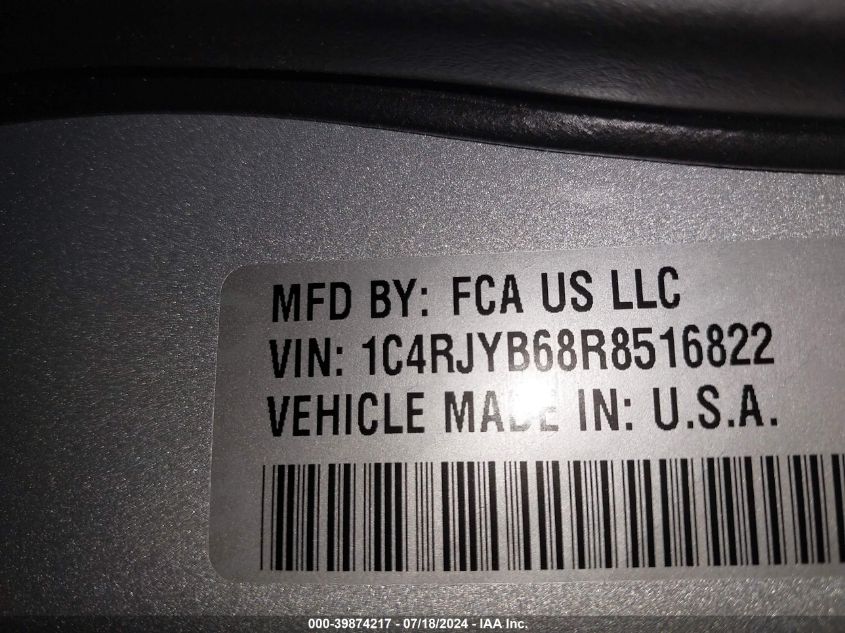 MFD BY: FCA US LLC
VIN: 1C4RJYB68R8516822
VEHICLE MADE IN: U.S.A.
000-39874217 - 07/18/2024 - IAA Inc.